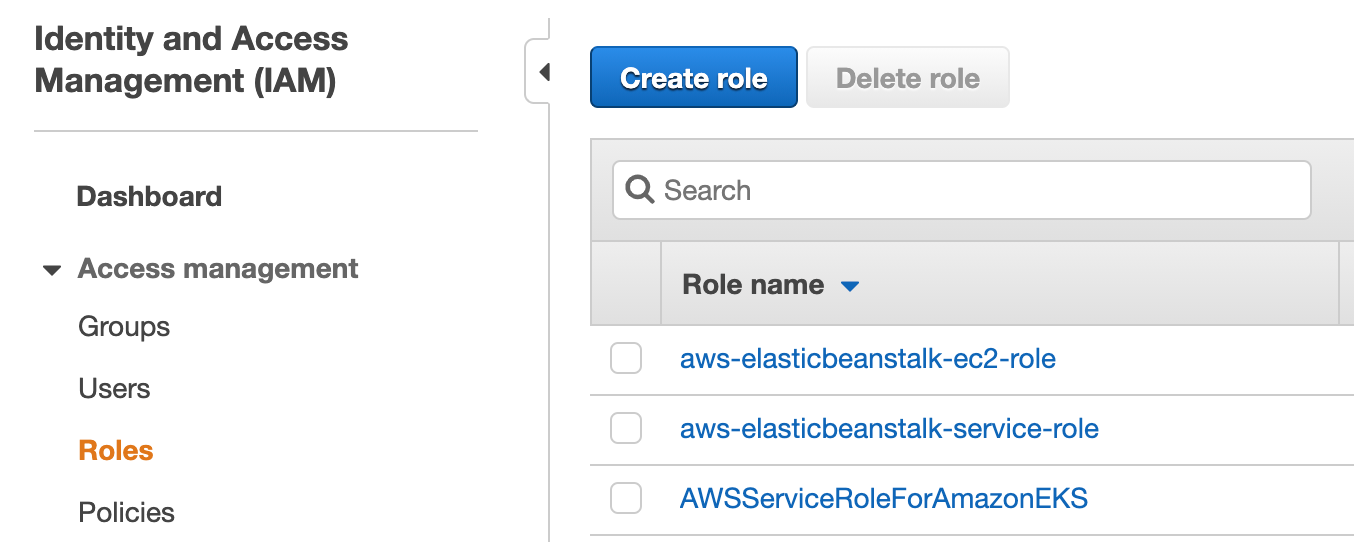 Identity and Access
Management (IAM)
Dashboard
Access management
Groups
Users
Roles
Policies
Create role
Delete role
Search
Role name
aws-elasticbeanstalk-ec2-role
aws-elasticbeanstalk-service-role
AWSServiceRoleForAmazonEKS